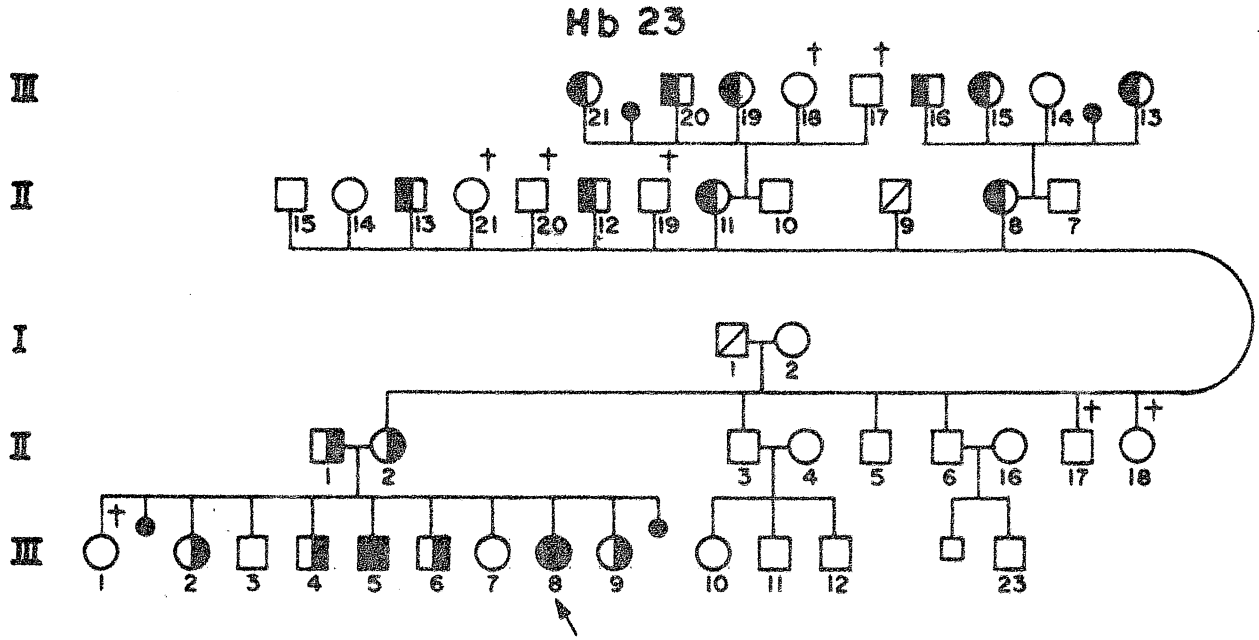 Hb 23
† †
III 21 20 19 18 17 16 15 14 13
† † †
II 15 14 13 21 20 12 19 11 10 9 8 7
I 1 2
† †
II 1 2 3 4 5 6 16 17 18
†
III 1 2 3 4 5 6 7 8 9 10 11 12 23